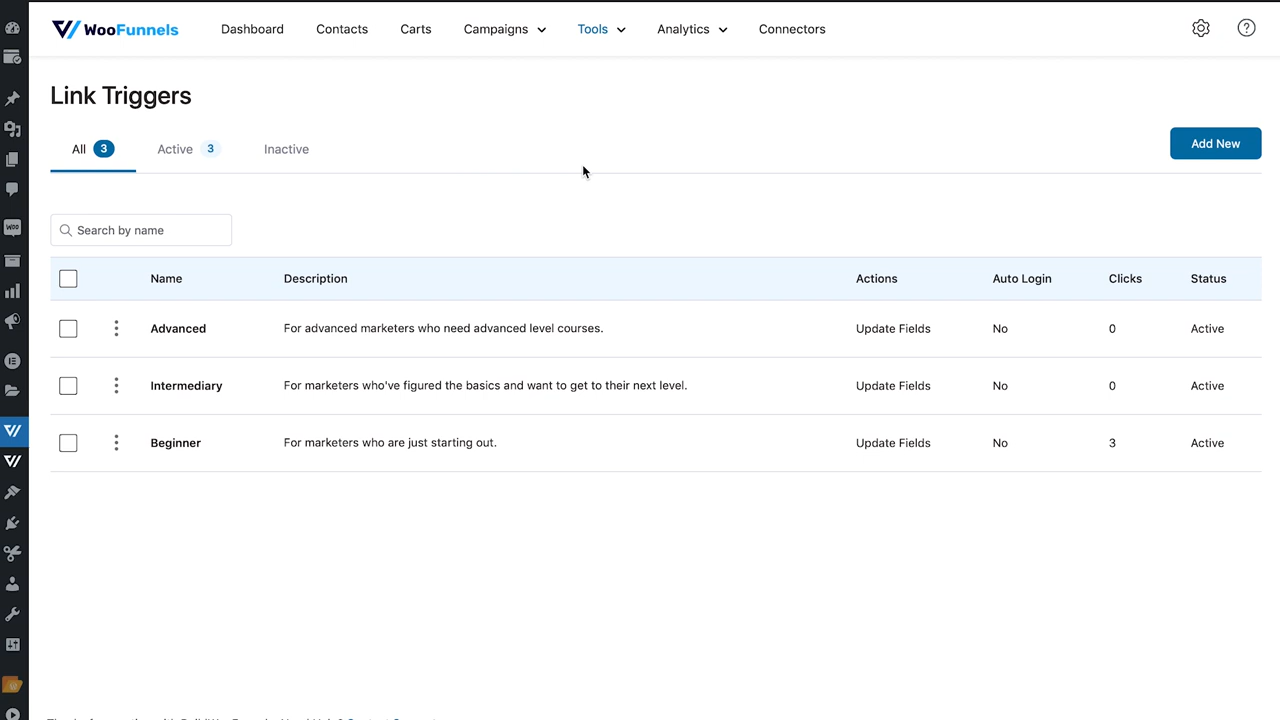 WooFunnels Dashboard Contacts Carts Campaigns Tools Analytics Connectors
Link Triggers
All 3 Active 3 Inactive
Add New
Search by name
Name Description Actions Auto Login Clicks Status
Advanced For advanced marketers who need advanced level courses. Update Fields No 0 Active
Intermediary For marketers who've figured the basics and want to get to their next level. Update Fields No 0 Active
Beginner For marketers who are just starting out. Update Fields No 3 Active